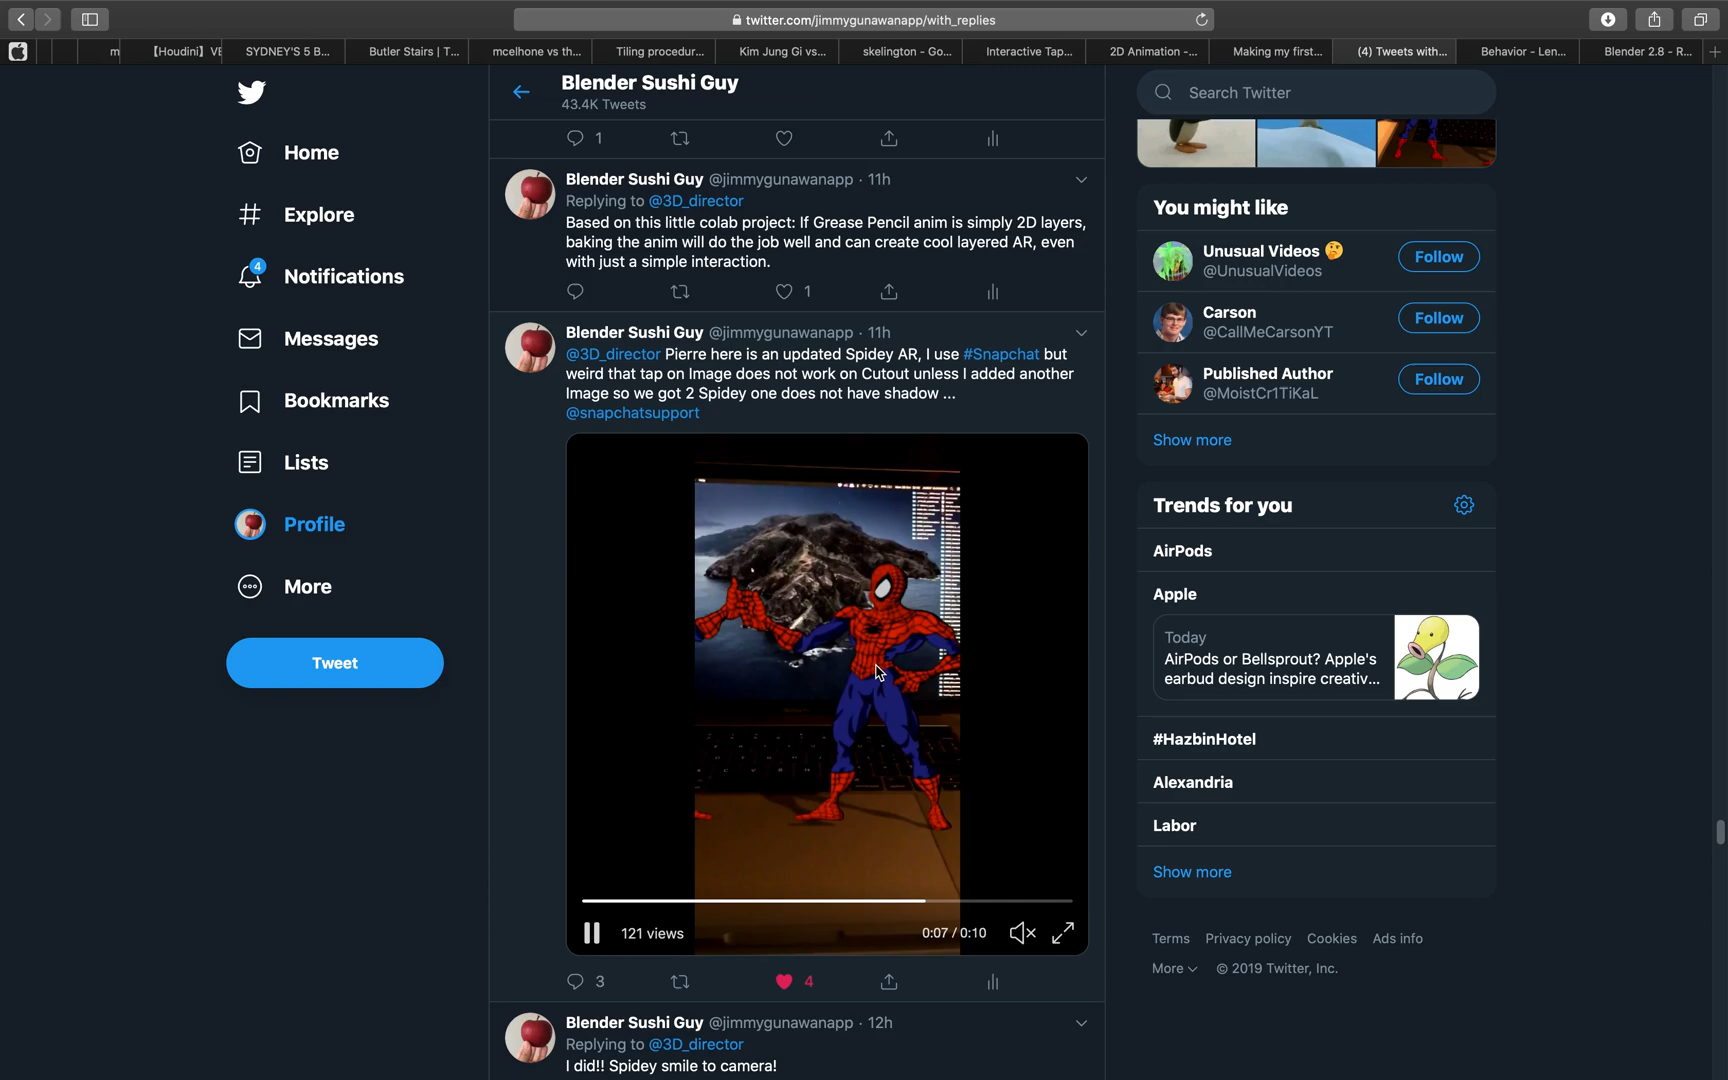 twitter.com/jimmygunawanapp/with_replies
m
【Houdini】VE
SYDNEY'S 5 B...
Butler Stairs | T...
mcelhone vs th...
Tiling procedur...
Kim Jung Gi vs...
skelington - Go...
Interactive Tap...
2D Animation -...
Making my first...
(4) Tweets with...
Behavior - Len...
Blender 2.8 - R...
Home
Explore
4
Notifications
Messages
Bookmarks
Lists
Profile
More
Tweet
Blender Sushi Guy
43.4K Tweets
1
Blender Sushi Guy @jimmygunawanapp · 11h
Replying to @3D_director
Based on this little colab project: If Grease Pencil anim is simply 2D layers,
baking the anim will do the job well and can create cool layered AR, even
with just a simple interaction.
1
Blender Sushi Guy @jimmygunawanapp · 11h
@3D_director Pierre here is an updated Spidey AR, I use #Snapchat but
weird that tap on Image does not work on Cutout unless I added another
Image so we got 2 Spidey one does not have shadow ...
@snapchatsupport
121 views
0:07 / 0:10
3
4
Blender Sushi Guy @jimmygunawanapp · 12h
Replying to @3D_director
I did!! Spidey smile to camera!
Search Twitter
You might like
Unusual Videos
@UnusualVideos
Follow
Carson
@CallMeCarsonYT
Follow
Published Author
@MoistCr1TiKaL
Follow
Show more
Trends for you
AirPods
Apple
Today
AirPods or Bellsprout? Apple's
earbud design inspire creativ...
#HazbinHotel
Alexandria
Labor
Show more
Terms Privacy policy Cookies Ads info
More © 2019 Twitter, Inc.